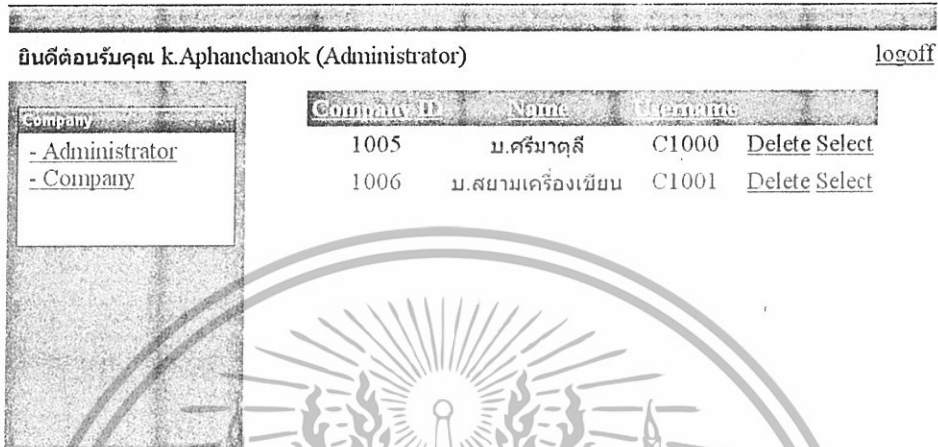 ยินดีต่อนรับคุณ k.Aphanchanok (Administrator)
logoff
Company
- Administrator
- Company
Company ID Name Username
1005 บ.ศรีมาตุลี C1000 Delete Select
1006 บ.สยามเครื่องเขียน C1001 Delete Select